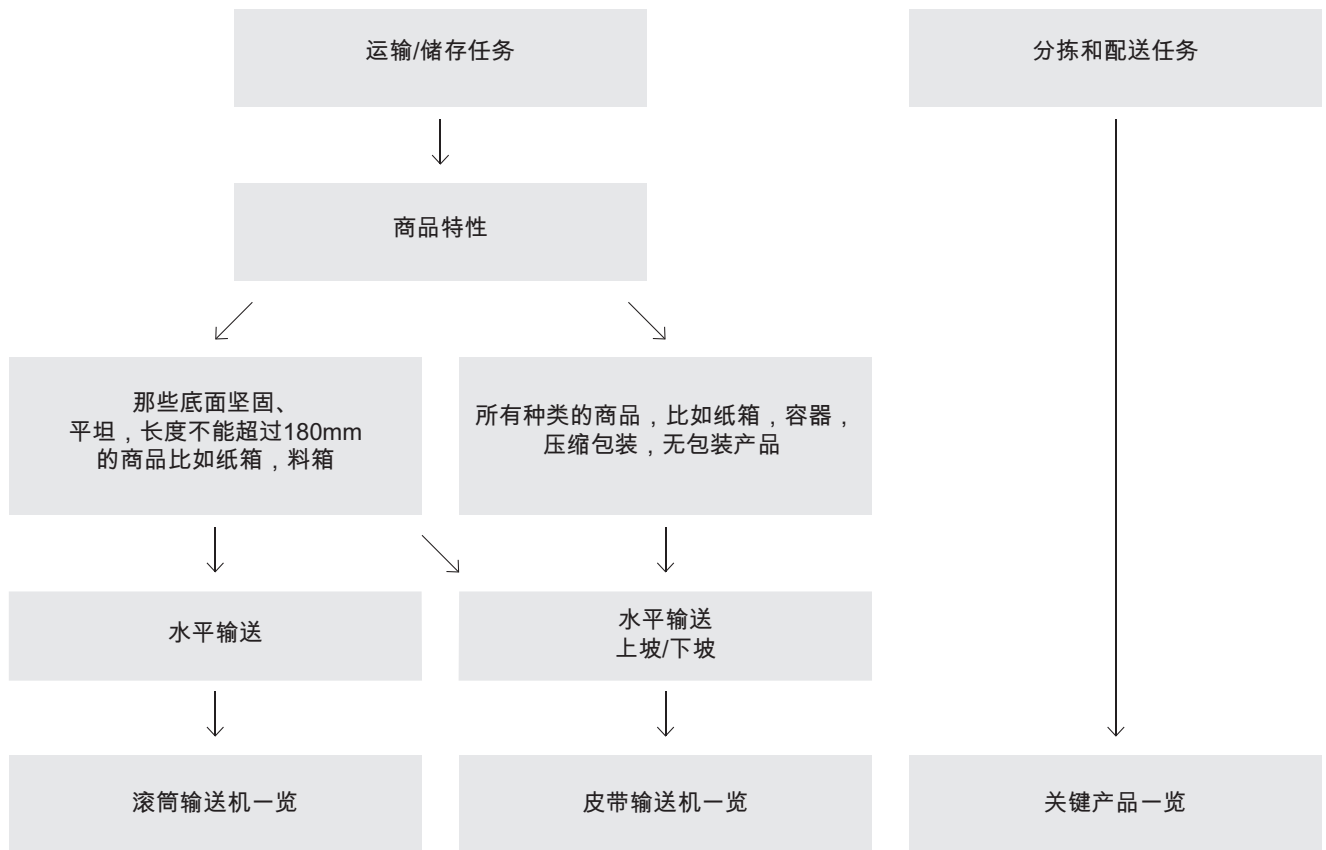 运输/储存任务
分拣和配送任务
商品特性
那些底面坚固、
平坦，长度不能超过180mm
的商品比如纸箱，料箱
所有种类的商品，比如纸箱，容器，
压缩包装，无包装产品
水平输送
水平输送
上坡/下坡
滚筒输送机一览
皮带输送机一览
关键产品一览